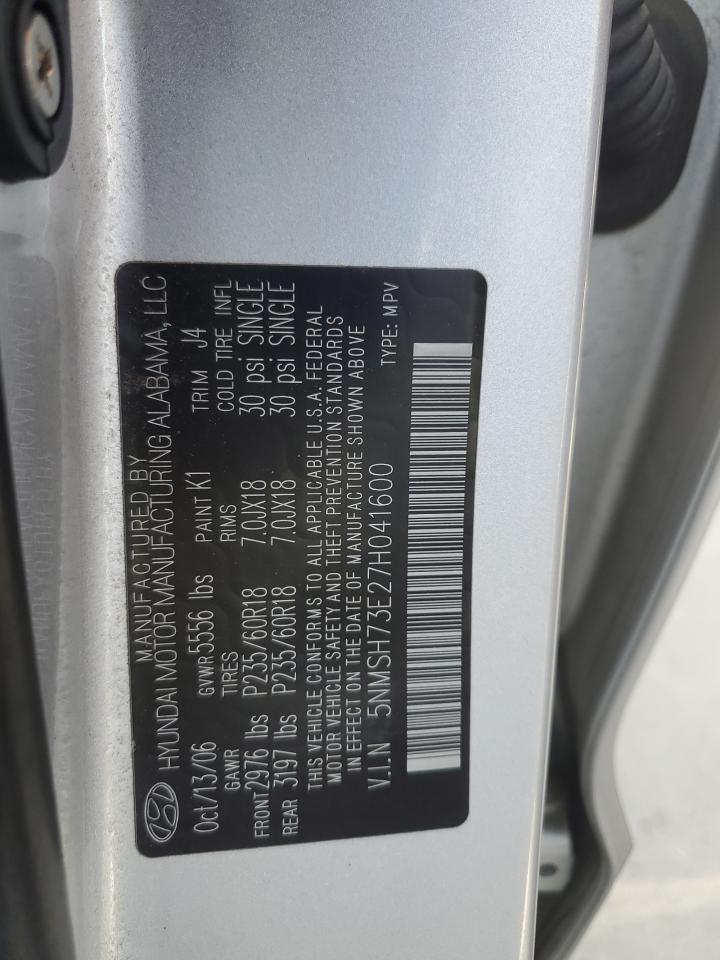 MANUFACTURED BY
HYUNDAI MOTOR MANUFACTURING ALABAMA, LLC
Oct/13/06 GVWR 5556 lbs PAINT K1 TRIM J4
GAWR TIRES RIMS COLD TIRE INFL
FRONT 2976 lbs P235/60R18 7.0JX18 30 psi SINGLE
REAR 3197 lbs P235/60R18 7.0JX18 30 psi SINGLE
THIS VEHICLE CONFORMS TO ALL APPLICABLE U.S.A. FEDERAL
MOTOR VEHICLE SAFETY AND THEFT PREVENTION STANDARDS
IN EFFECT ON THE DATE OF MANUFACTURE SHOWN ABOVE
V.I.N 5NMSH73E27H041600 TYPE: MPV